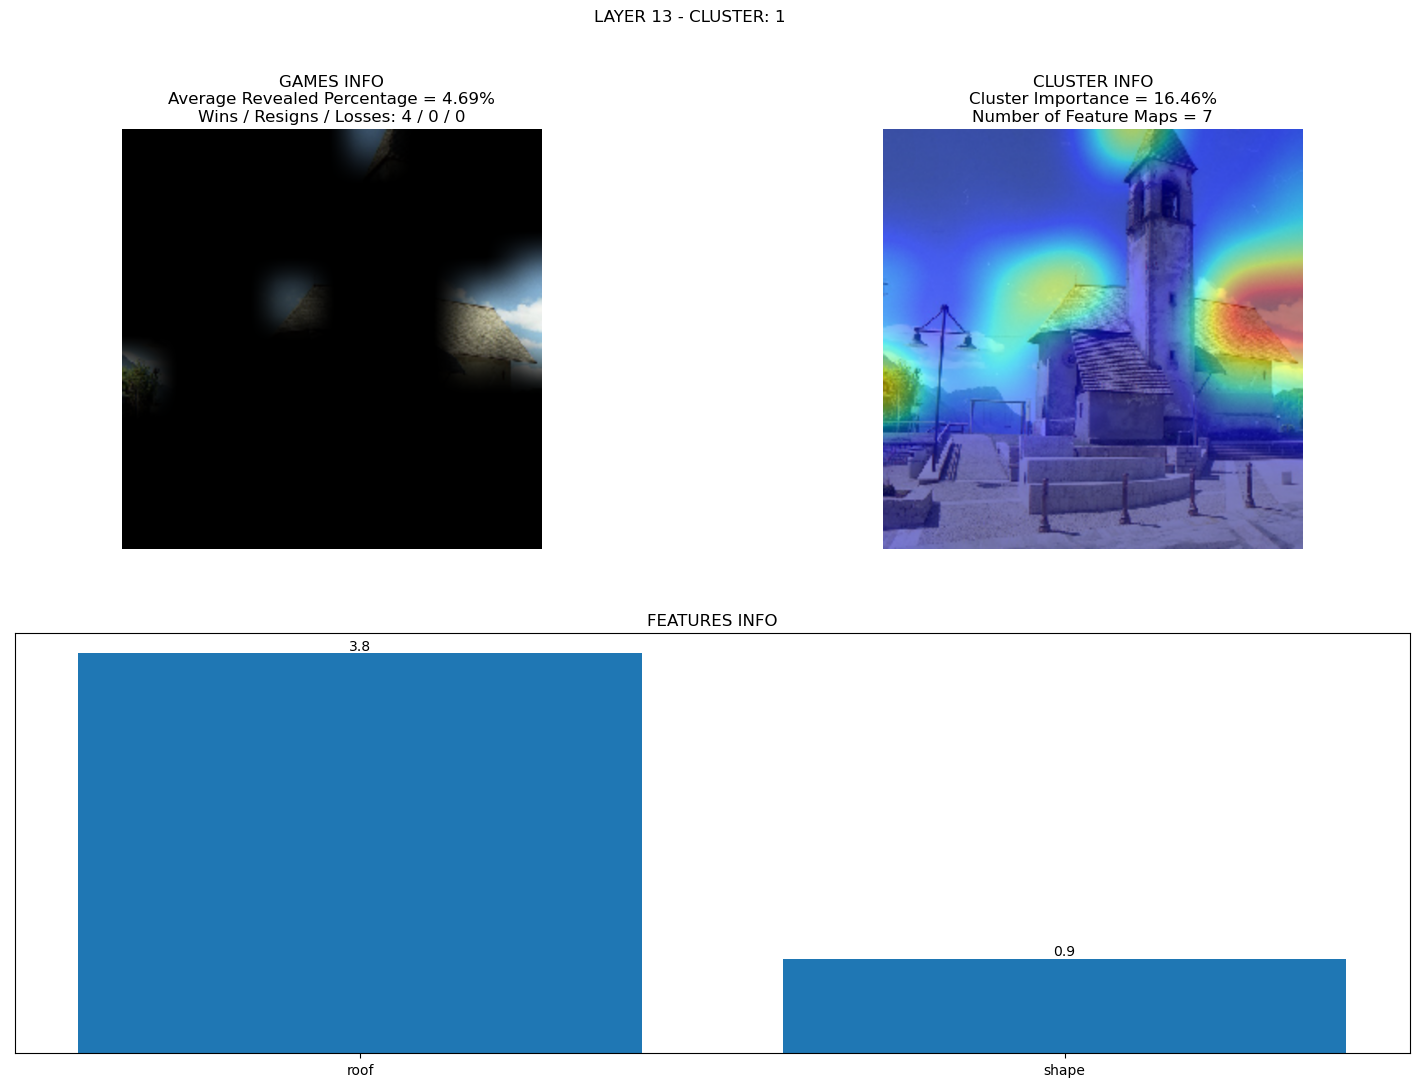 LAYER 13 - CLUSTER: 1
GAMES INFO
Average Revealed Percentage = 4.69%
Wins / Resigns / Losses: 4 / 0 / 0
CLUSTER INFO
Cluster Importance = 16.46%
Number of Feature Maps = 7
FEATURES INFO
3.8
0.9
roof
shape